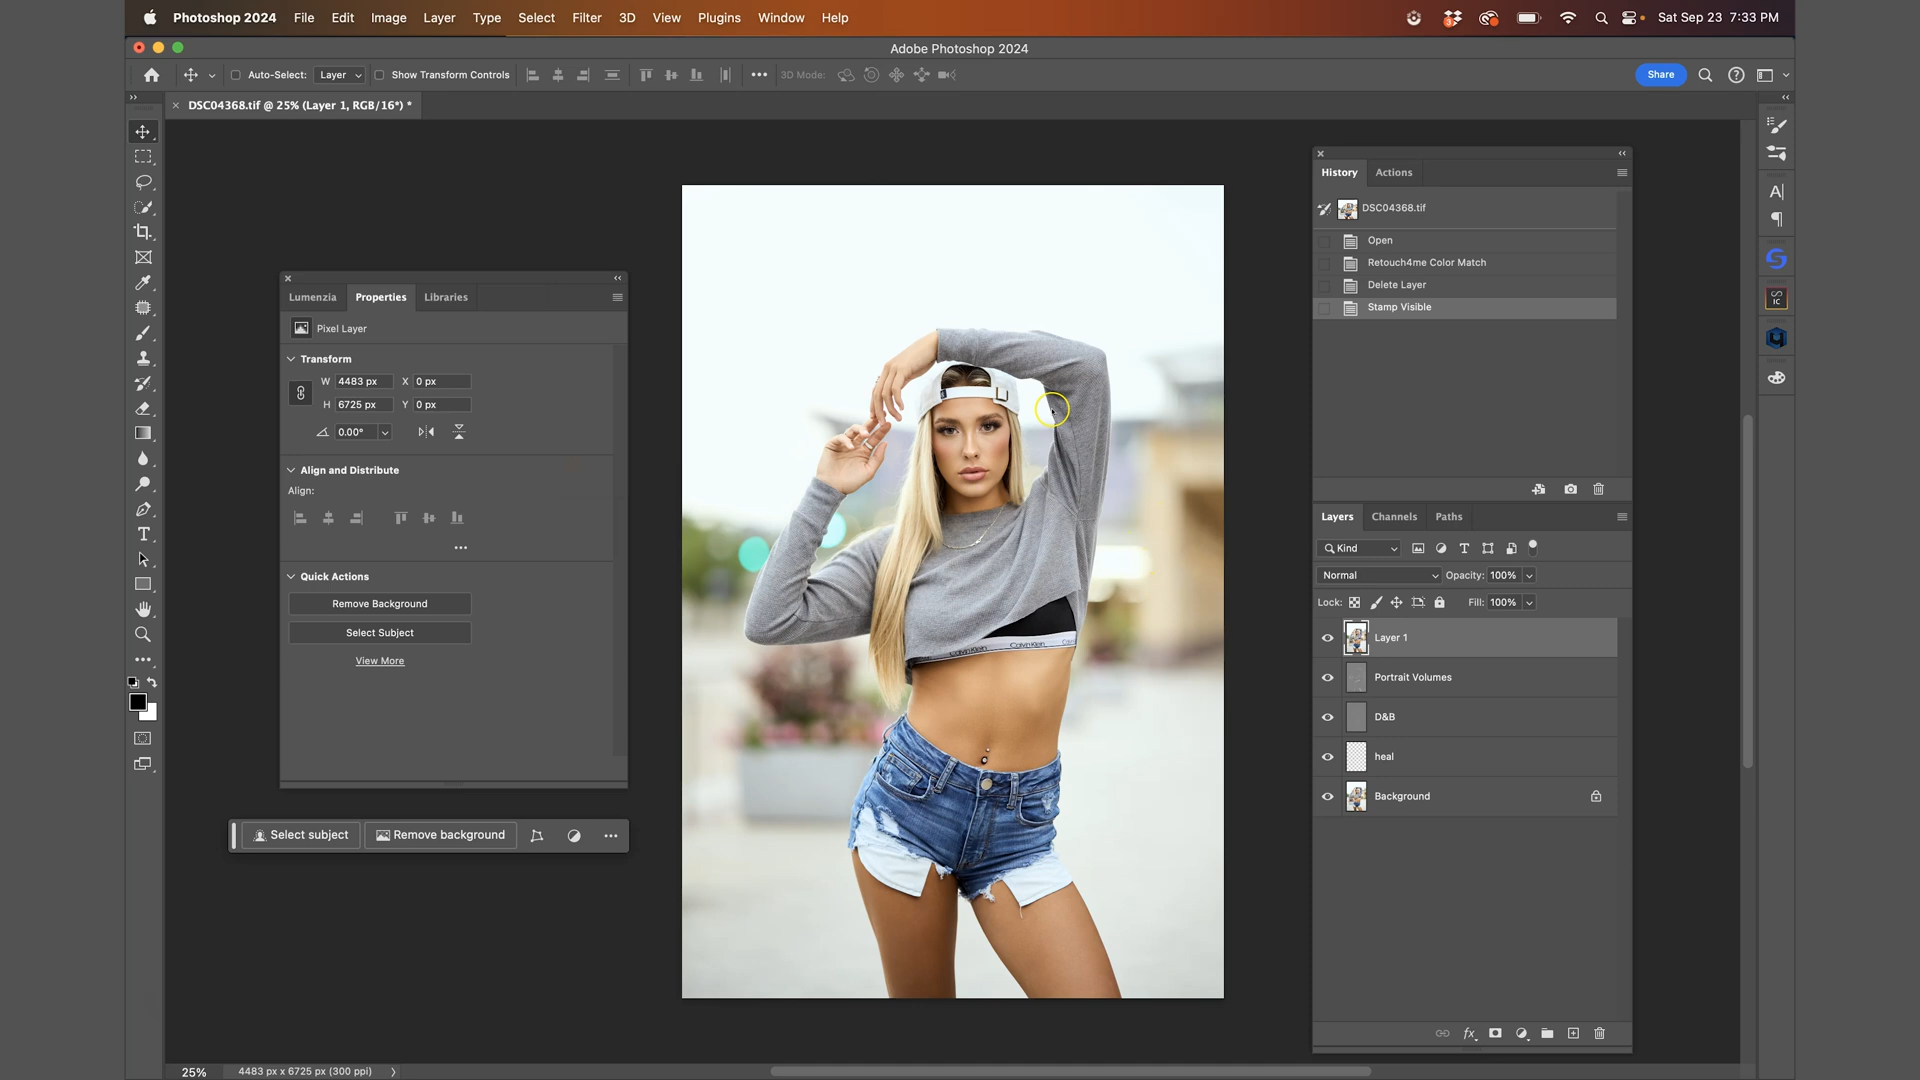 Photoshop 2024 File Edit Image Layer Type Select Filter 3D View Plugins Window Help 3 Sat Sep 23 7:33 PM
Adobe Photoshop 2024
Auto-Select: Layer Show Transform Controls 3D Mode: Share
DSC04368.tif @ 25% (Layer 1, RGB/16*) *
History Actions
DSC04368.tif
Open
Retouch4me Color Match
Delete Layer
Stamp Visible
Lumenzia Properties Libraries
Pixel Layer
Transform
W 4483 px X 0 px
H 6725 px Y 0 px
0.00°
Align and Distribute
Align:
Quick Actions
Remove Background
Select Subject
View More
Select subject Remove background
Calvin Klein Calvin Klein
Layers Channels Paths
Kind
Normal Opacity: 100%
Lock: Fill: 100%
Layer 1
Portrait Volumes
D&B
heal
Background
25% 4483 px x 6725 px (300 ppi)